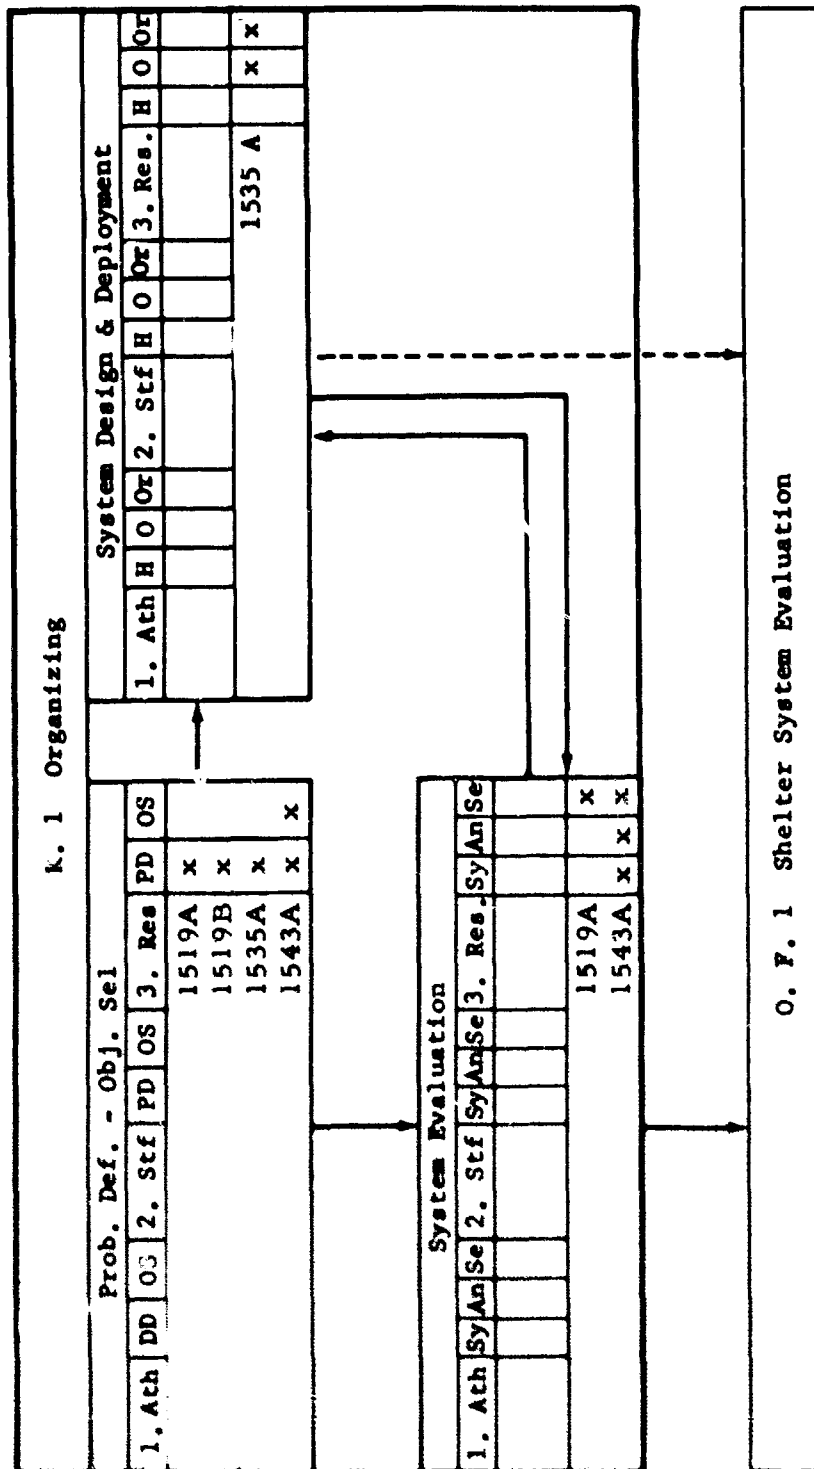 K. 1 Organizing
Prob. Def. - Obj. Sel
1. Ath DD OS 2. Stf PD OS 3. Res PD OS
1519A x
1519B x
1535A x
1543A x x
System Design & Deployment
1. Ath H O Or 2. Stf H O Or 3. Res. H O Or
1535 A x x
System Evaluation
1. Ath Sy An Se 2. Stf Sy An Se 3. Res. Sy An Se
1519A x
1543A x x x
O. F. 1 Shelter System Evaluation